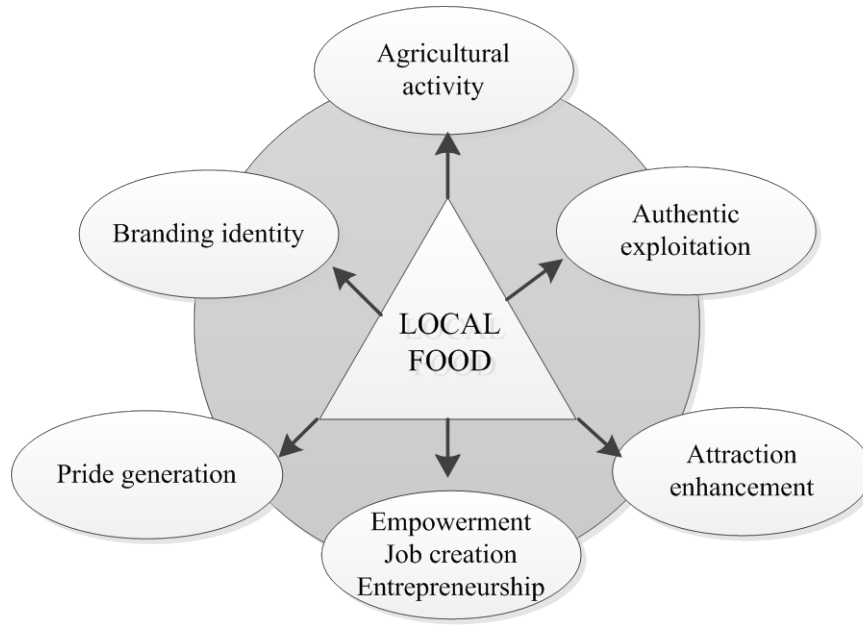 Agricultural
activity
Branding identity
Authentic
exploitation
LOCAL
FOOD
Pride generation
Attraction
enhancement
Empowerment
Job creation
Entrepreneurship